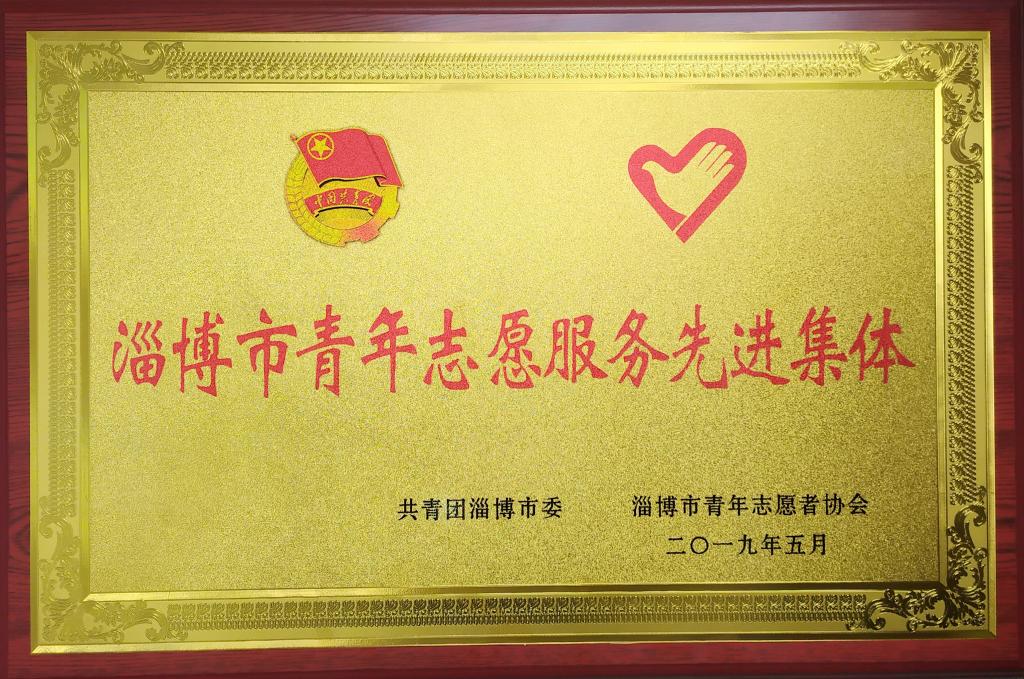 中国共青团
淄博市青年志愿服务先进集体
共青团淄博市委 淄博市青年志愿者协会
二〇一九年五月